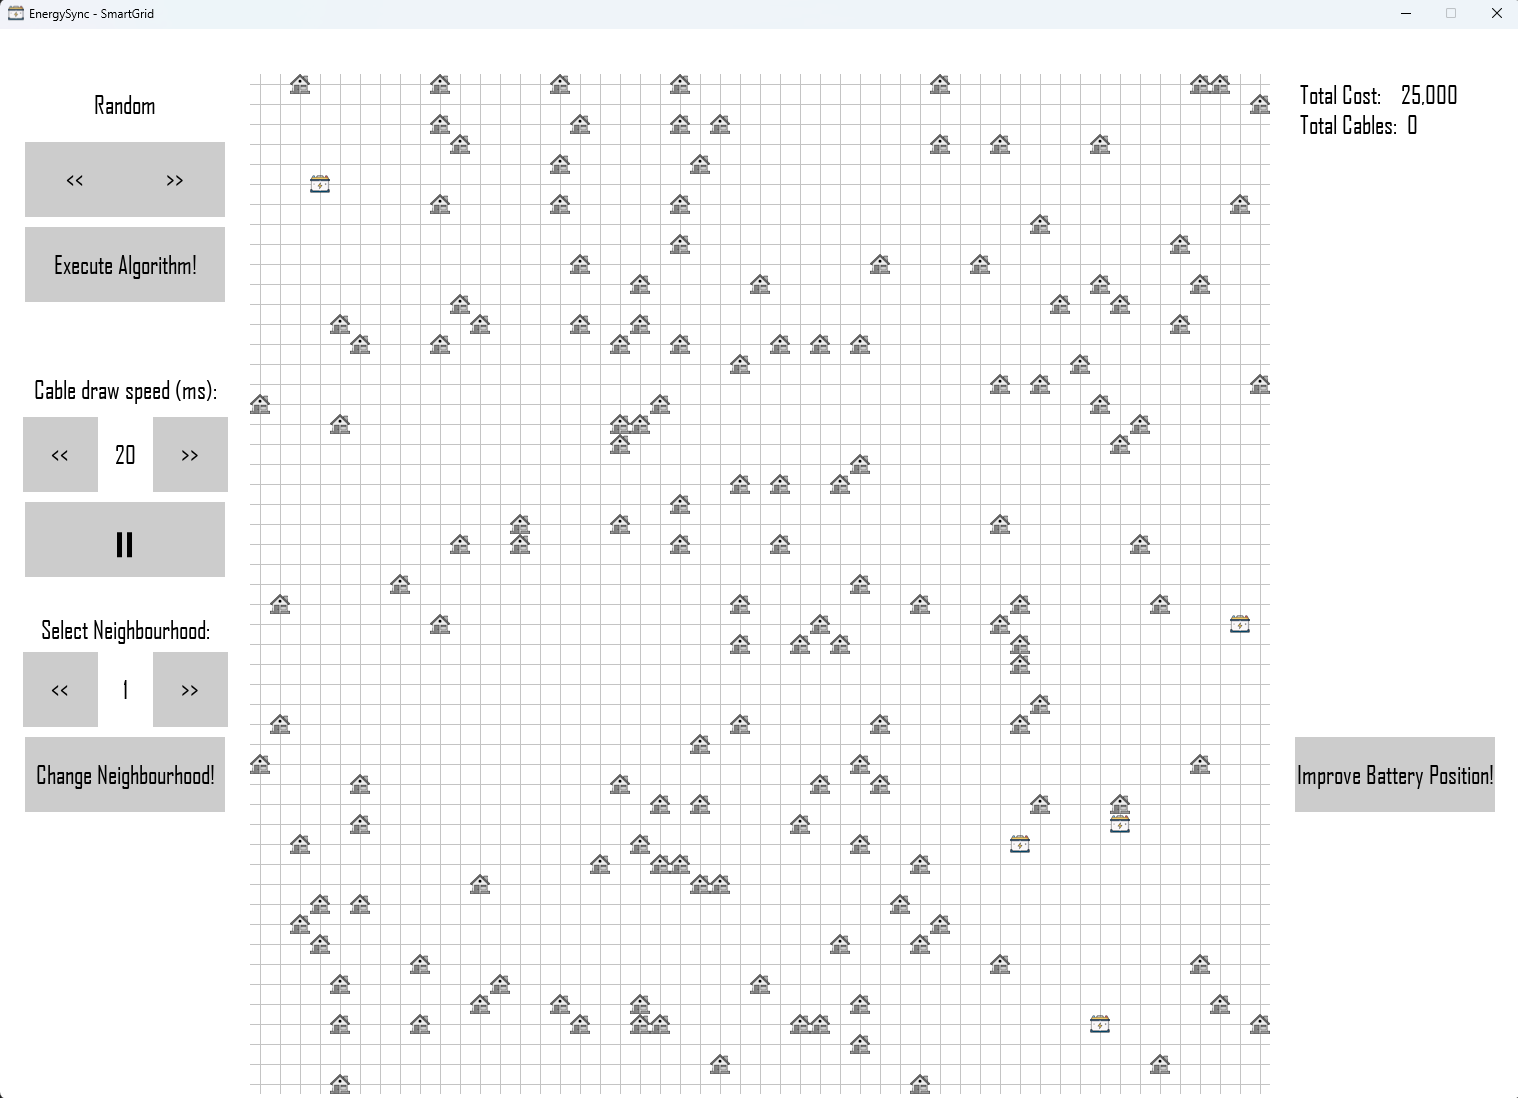 EnergySync - SmartGrid
Random
<< >>
Execute Algorithm!
Cable draw speed (ms):
<< 20 >>
Select Neighbourhood:
<< 1 >>
Change Neighbourhood!
Total Cost: 25,000
Total Cables: 0
Improve Battery Position!